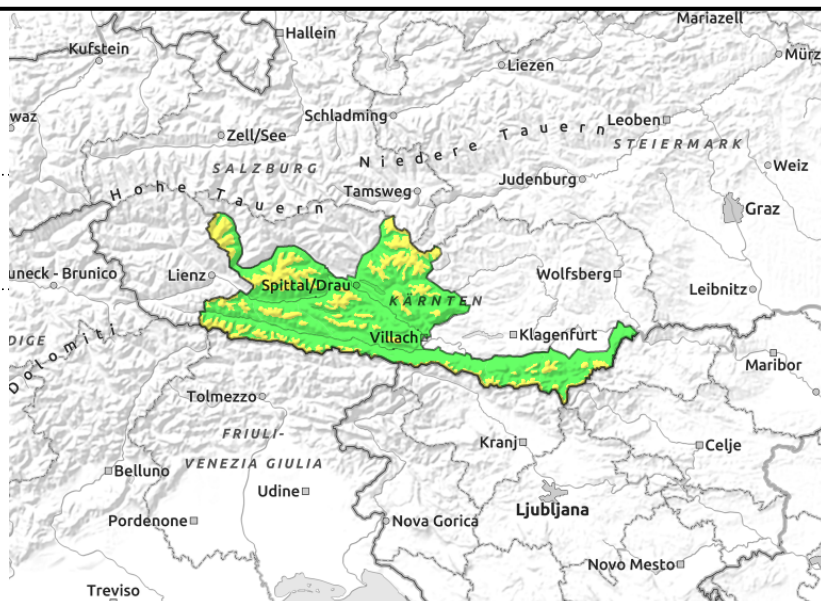 Mariazell
Hallein
Kufstein
Mürz
Liezen
waz
Schladming
Leoben
Zell/See
Niedere Tauern
STEIERMARK
SALZBURG
Weiz
Hohe Tauern
Tamsweg
Judenburg
Graz
uneck - Brunico
Lienz
Spittal/Drau
Wolfsberg
Leibnitz
KÄRNTEN
DIGE
Dolomiti
Villach
Klagenfurt
Maribor
Tolmezzo
FRIULI-
VENEZIA GIULIA
Kranj
Celje
Belluno
Udine
Ljubljana
Pordenone
Nova Gorica
Novo Mesto
Treviso